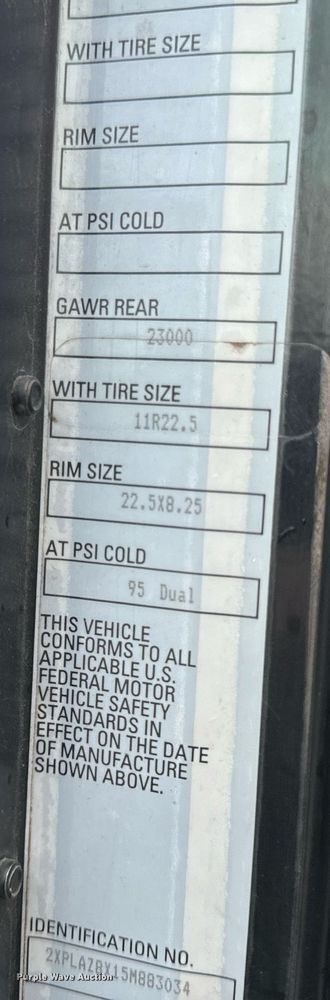 WITH TIRE SIZE
RIM SIZE
AT PSI COLD
GAWR REAR
23000
WITH TIRE SIZE
11R22.5
RIM SIZE
22.5X8.25
AT PSI COLD
95 Dual
THIS VEHICLE
CONFORMS TO ALL
APPLICABLE U.S.
FEDERAL MOTOR
VEHICLE SAFETY
STANDARDS IN
EFFECT ON THE DATE
OF MANUFACTURE
SHOWN ABOVE.
IDENTIFICATION NO.
2XPLAZ8X15M883034
Purple Wave Auction